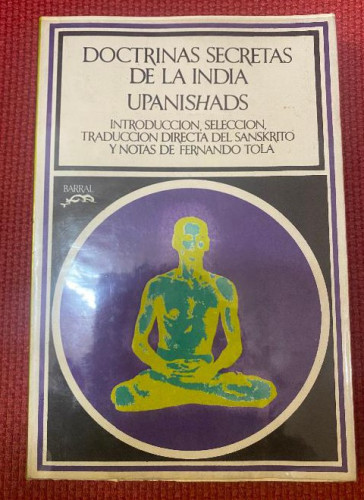 DOCTRINAS SECRETAS
DE LA INDIA
UPANISHADS
INTRODUCCION, SELECCION,
TRADUCCION DIRECTA DEL SANSKRITO
Y NOTAS DE FERNANDO TOLA
BARRAL